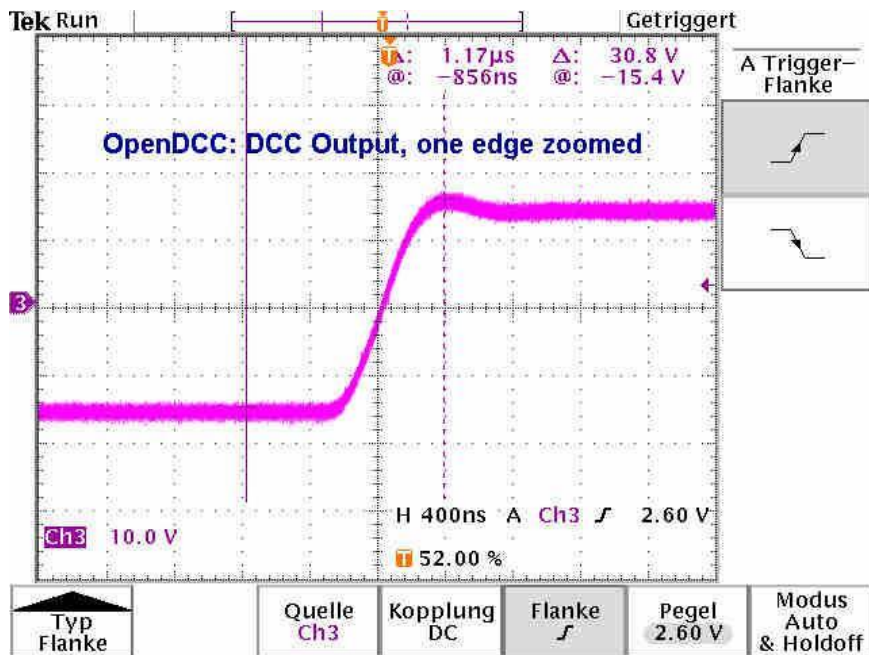 Tek Run
Getriggert
Δ: 1.17µs Δ: 30.8 V
@: −856ns @: −15.4 V
A Trigger−
Flanke
OpenDCC: DCC Output, one edge zoomed
3
H 400ns A Ch3 2.60 V
Ch3 10.0 V
T 52.00 %
Typ
Flanke
Quelle
Ch3
Kopplung
DC
Flanke
Pegel
2.60 V
Modus
Auto
& Holdoff